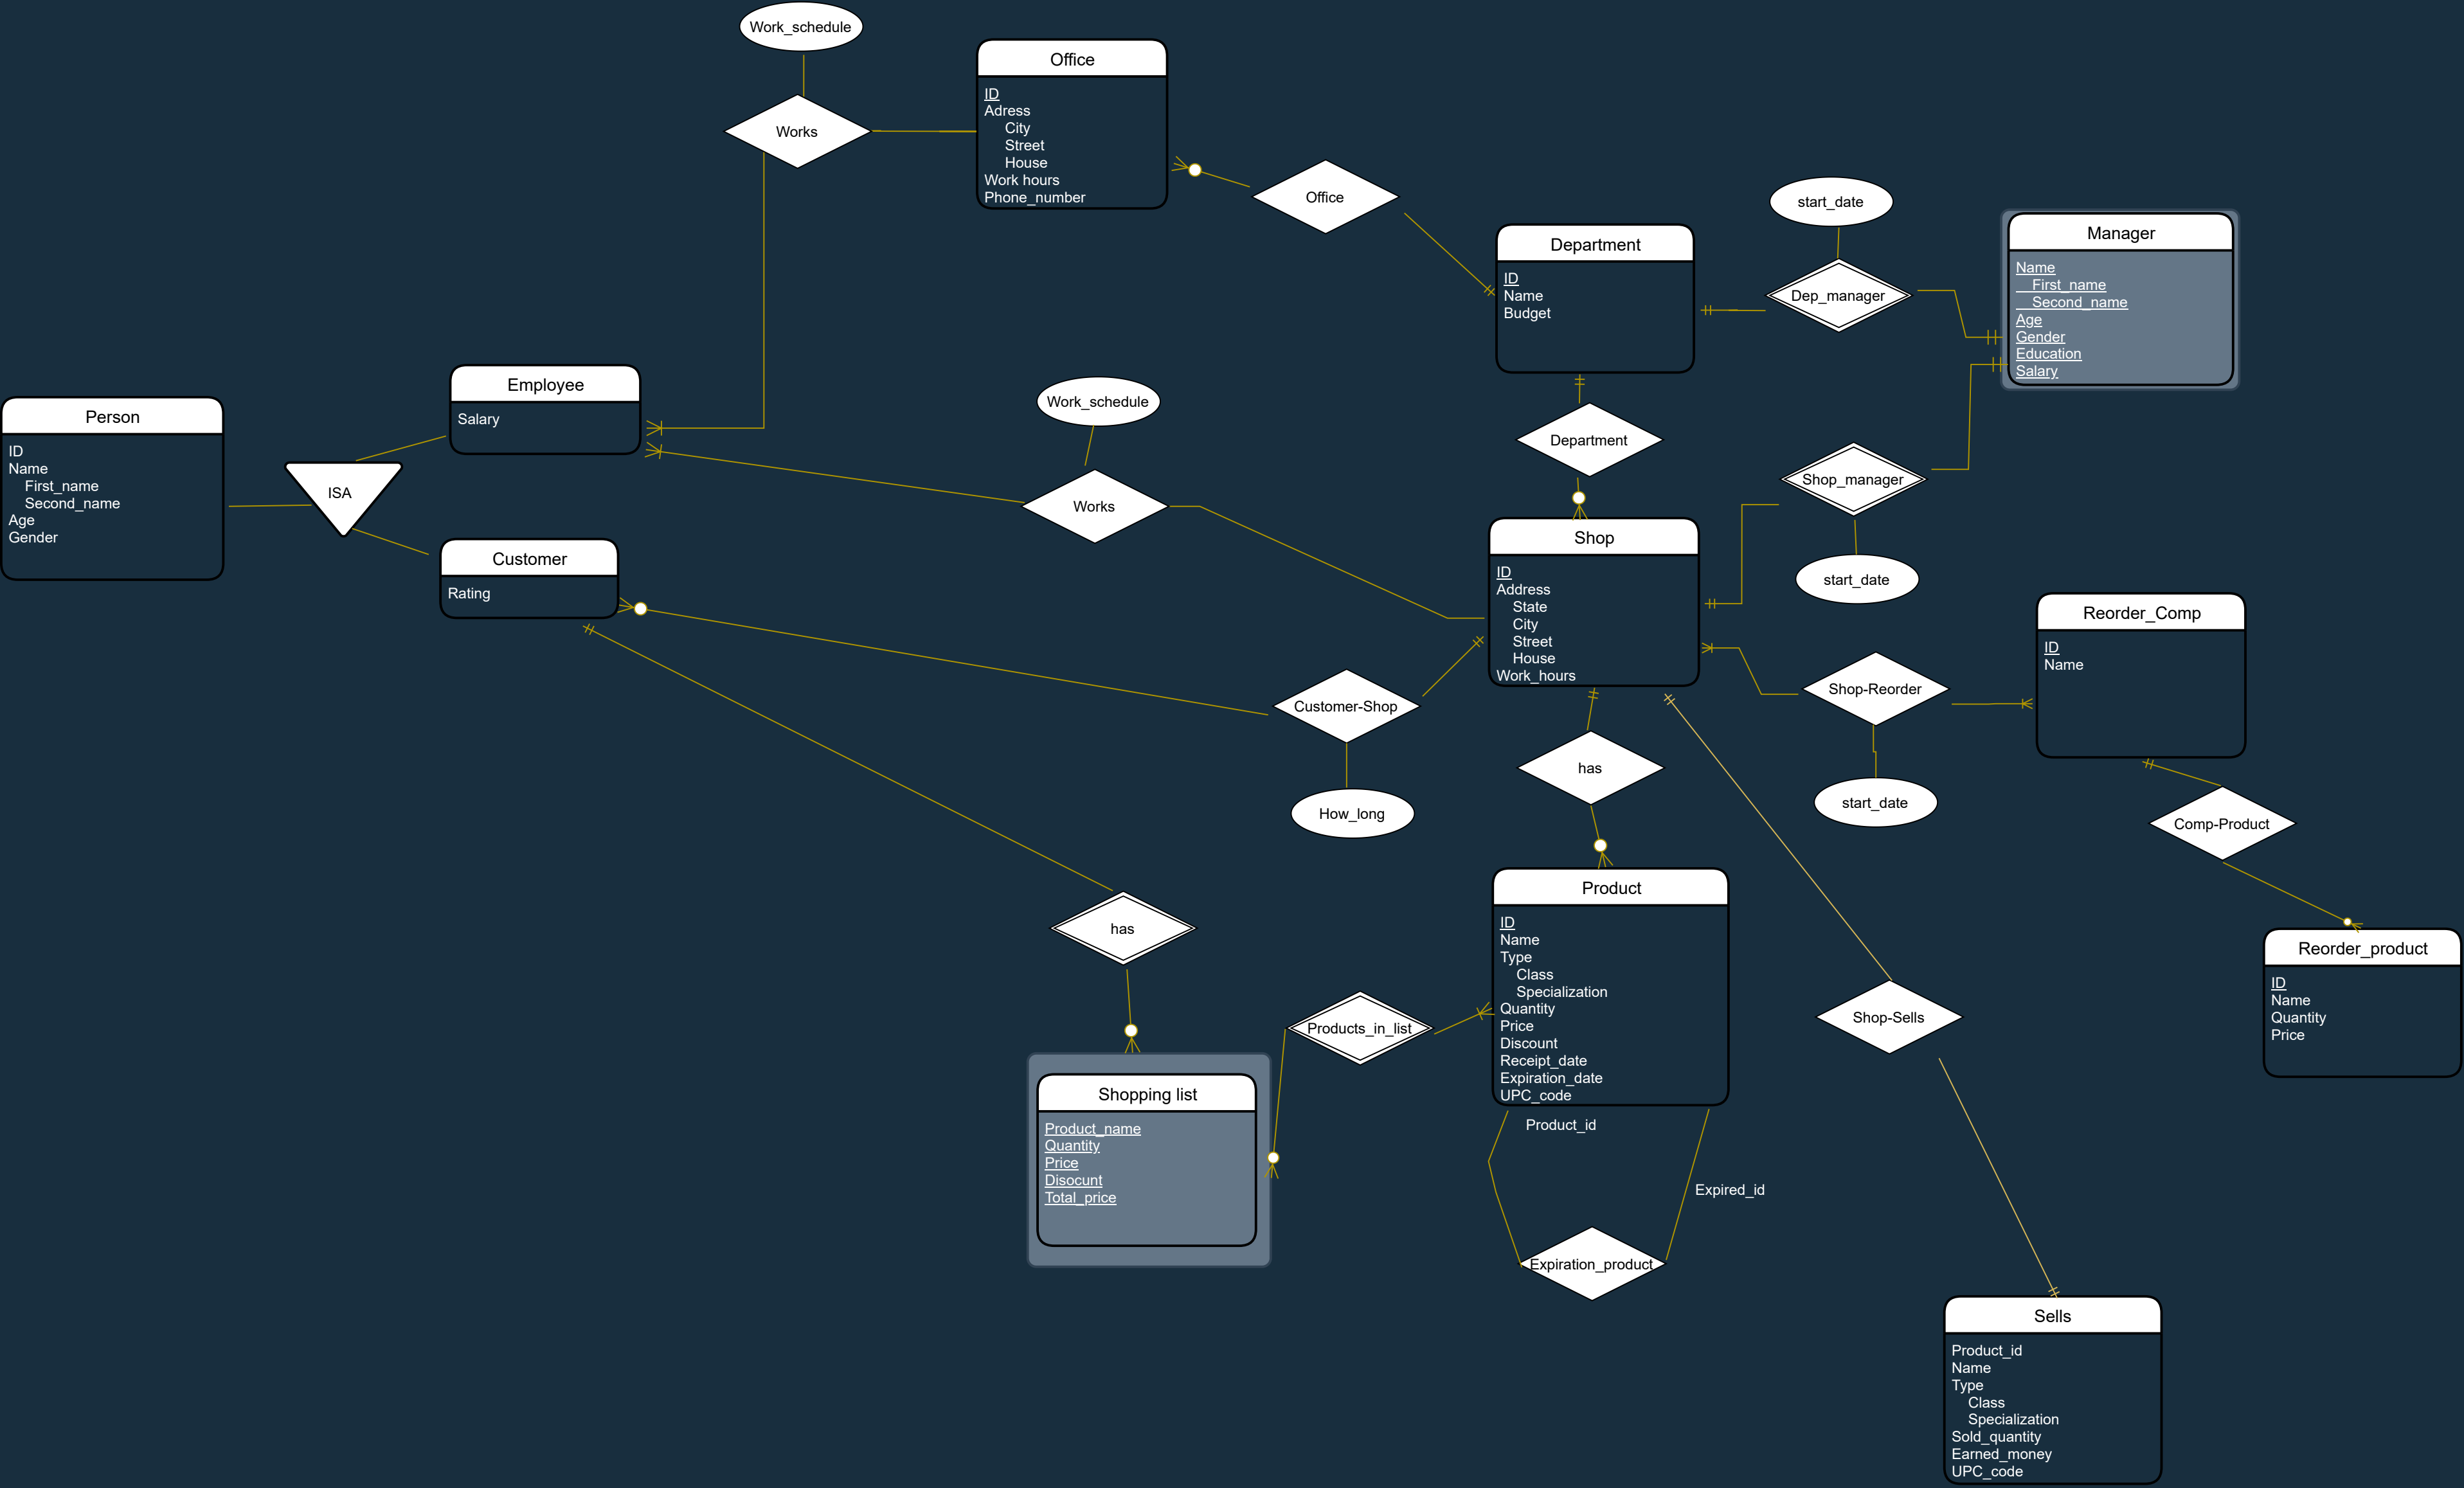 Work_schedule
Works
Office
ID
Adress
City
Street
House
Work hours
Phone_number
Office
Department
ID
Name
Budget
start_date
Dep_manager
Manager
Name
First_name
Second_name
Age
Gender
Education
Salary
Person
ID
Name
First_name
Second_name
Age
Gender
ISA
Employee
Salary
Customer
Rating
Work_schedule
Works
Department
Shop
ID
Address
State
City
Street
House
Work_hours
Shop_manager
start_date
Reorder_Comp
ID
Name
Shop-Reorder
start_date
Customer-Shop
How_long
has
Comp-Product
Reorder_product
ID
Name
Quantity
Price
has
Shopping list
Product_name
Quantity
Price
Disocunt
Total_price
Products_in_list
Product
ID
Name
Type
Class
Specialization
Quantity
Price
Discount
Receipt_date
Expiration_date
UPC_code
Product_id
Expired_id
Expiration_product
Shop-Sells
Sells
Product_id
Name
Type
Class
Specialization
Sold_quantity
Earned_money
UPC_code